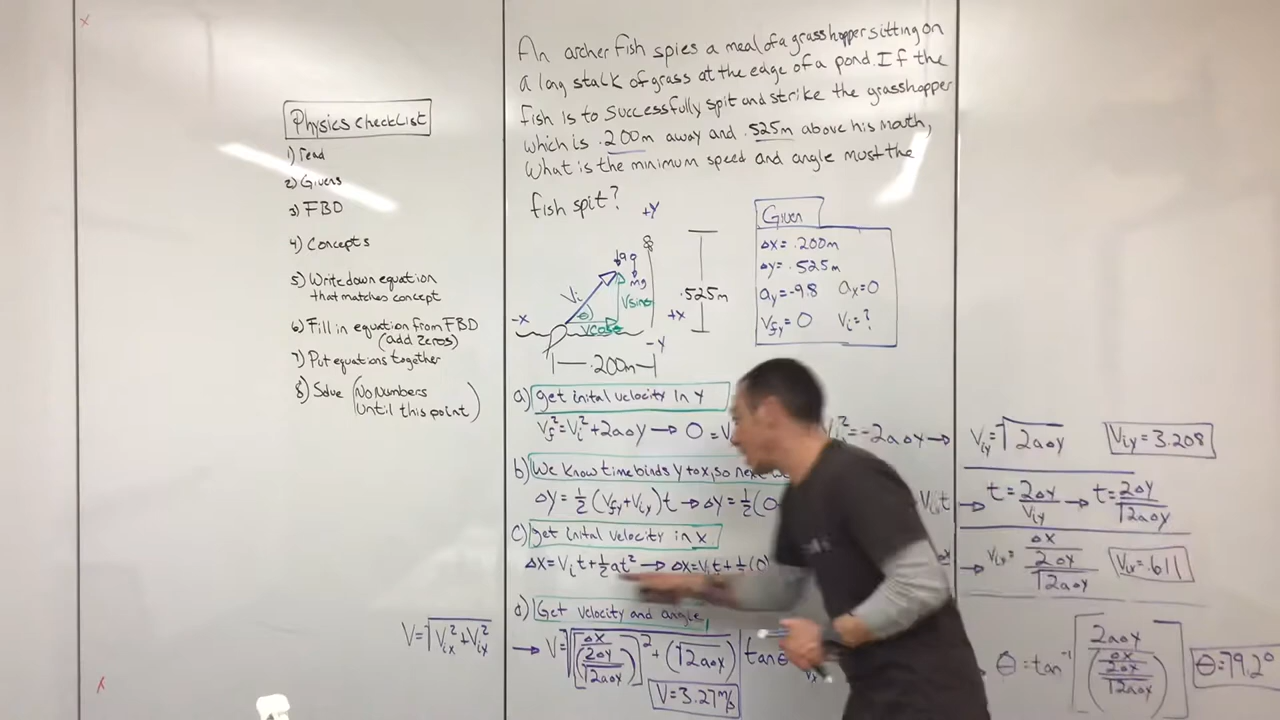 Physics CheckList
1) read
2) Givens
3) FBD
4) Concepts
5) Write down equation
that matches concept
6) Fill in equation from FBD
(add zeros)
7) Put equations together
8) Solve (No Numbers
Until this point)
An archer fish spies a meal of a grasshopper sitting on
a long stalk of grass at the edge of a pond. If the
fish is to successfully spit and strike the grasshopper
which is .200m away and .525m above his mouth,
What is the minimum speed and angle must the
fish spit?
+Y
ag
mg
Vi
θ
Vsinθ
Vcosθ
-X
+X
-Y
.525m
.200m
Given
Δx= .200m
Δy= .525m
ay=-9.8 ax=0
Vfy=0 Vi=?
a) get inital velocity in Y
Vf²=Vi²+2aΔy → 0 = Vi²=-2aΔy → Viy=√2aΔy Viy=3.208
b) We know time binds Y to x, so next
Δy=½(Vfy+Viy)t → Δy=½(0 Viyt → t=2Δy/Viy → t=2Δy/√2aΔy
c) get inital velocity in x
Δx=Vit+½at² → Δx=Vit+½(0) → Vix=Δx/(2Δy/√2aΔy) Vix=.611
d) Get velocity and angle
V=√Vix²+Viy² → V=√[Δx/(2Δy/√2aΔy)]²+(√2aΔy) V=3.27m/s tanθ → θ=tan⁻¹[2aΔy/(Δx/(2Δx/√2aΔy))] θ=79.2°